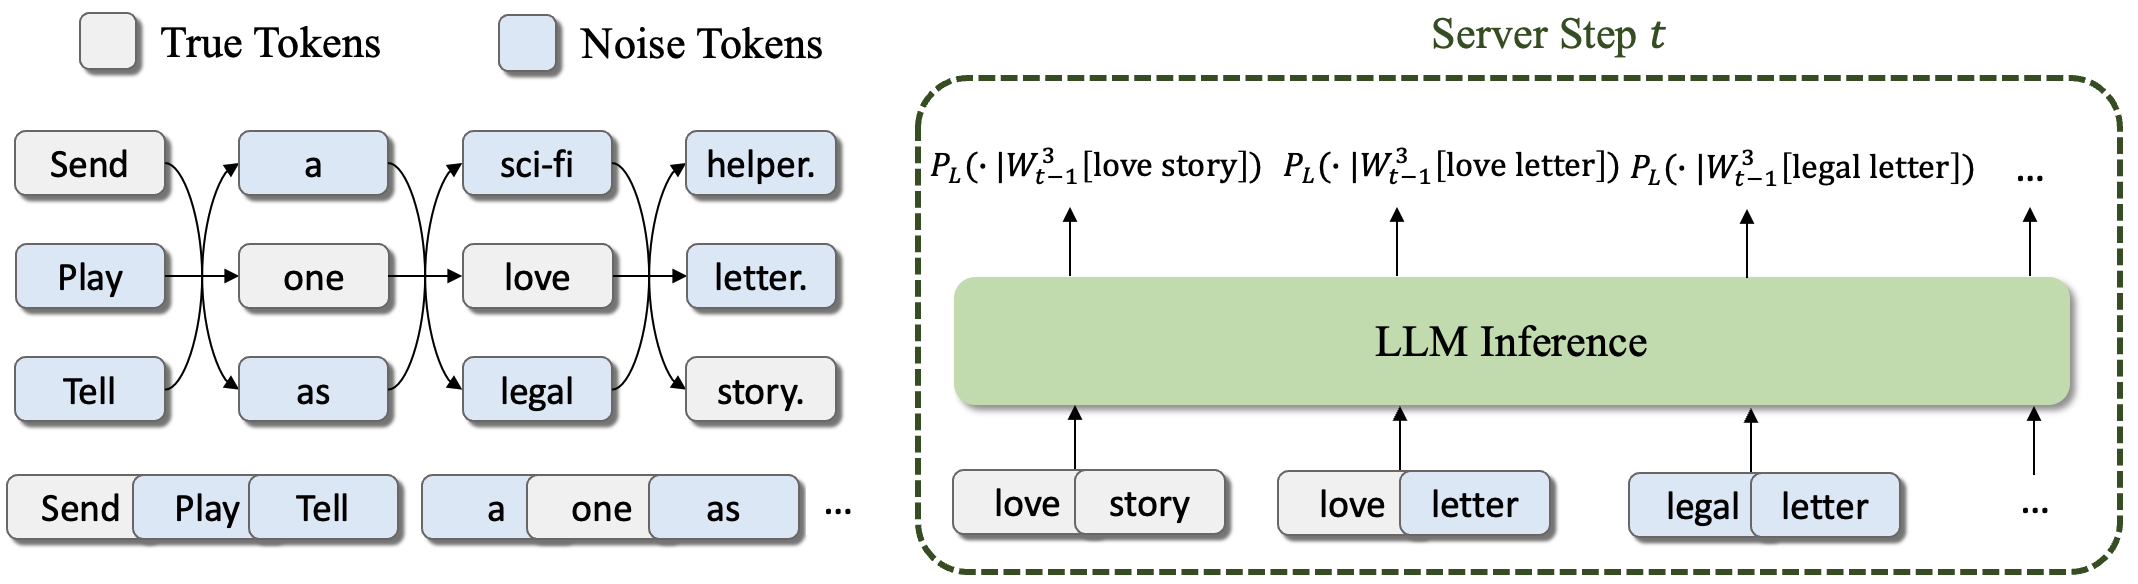 True Tokens
Noise Tokens
Send a sci-fi helper.
Play one love letter.
Tell as legal story.
Send Play Tell a one as ...
Server Step t
P_L(· |W^3_{t−1}[love story]) P_L(· |W^3_{t−1}[love letter]) P_L(· |W^3_{t−1}[legal letter]) ...
LLM Inference
love story love letter legal letter ...